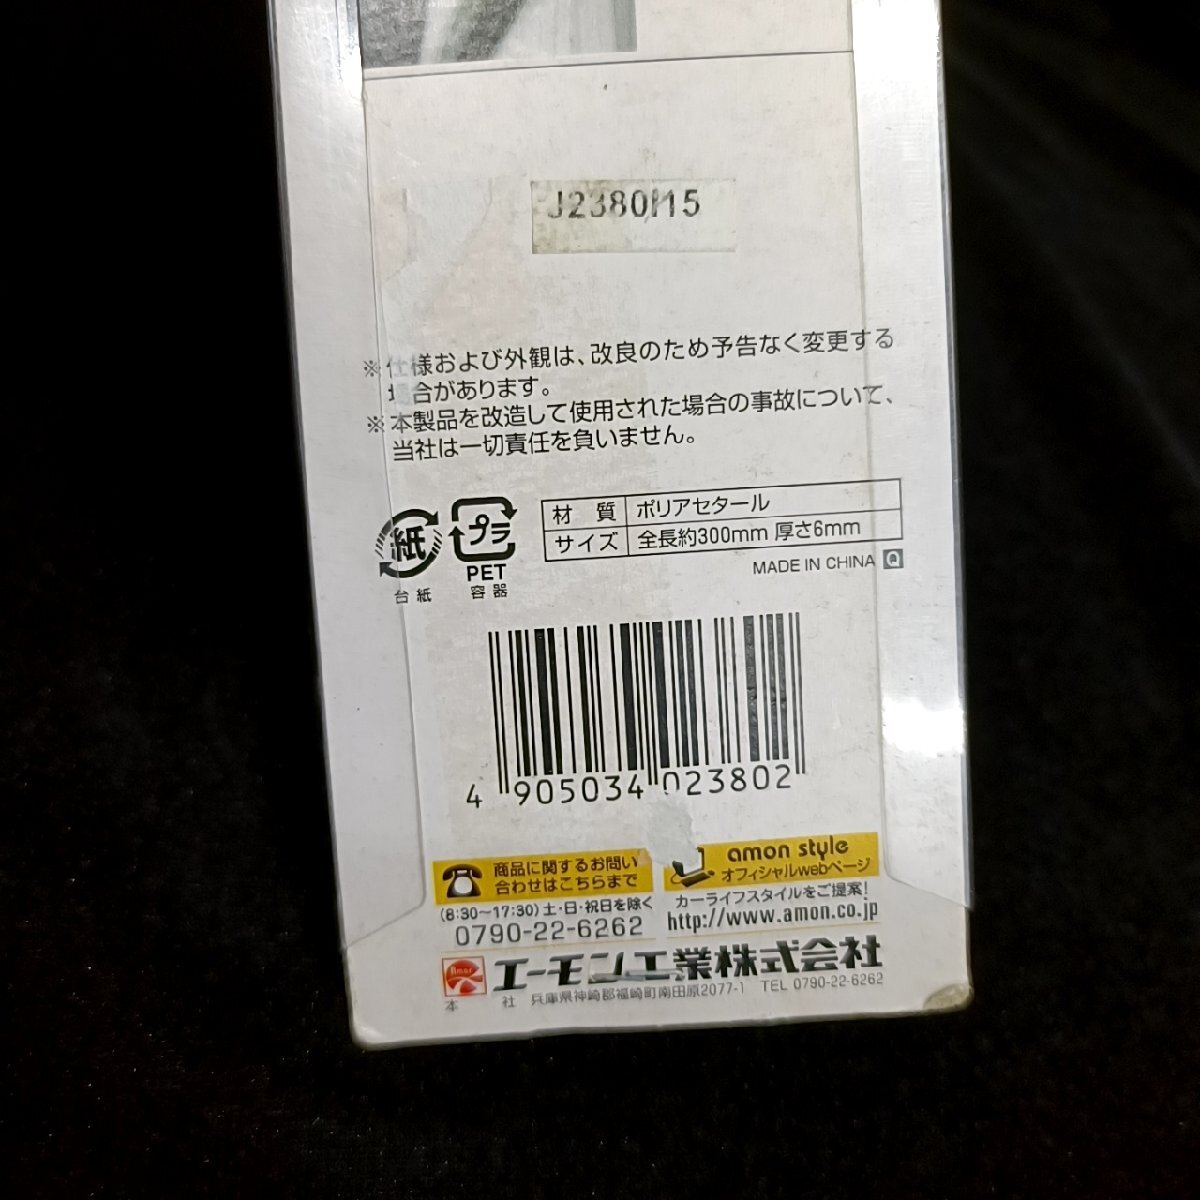 J2380H15
※仕様および外観は、改良のため予告なく変更する
場合があります。
※本製品を改造して使用された場合の事故について、
当社は一切責任を負いません。
紙
台紙
プラ
PET
容器
材 質 ポリアセタール
サイズ 全長約300mm 厚さ6mm
MADE IN CHINA
4 905034 023802
商品に関するお問い
合わせはこちらまで
(8:30〜17:30)土・日・祝日を除く
0790-22-6262
amon style
オフィシャルwebページ
カーライフスタイルをご提案!
http://www.amon.co.jp
Amon
エーモン工業株式会社
本 社 兵庫県神崎郡福崎町南田原2077-1 TEL 0790-22-6262